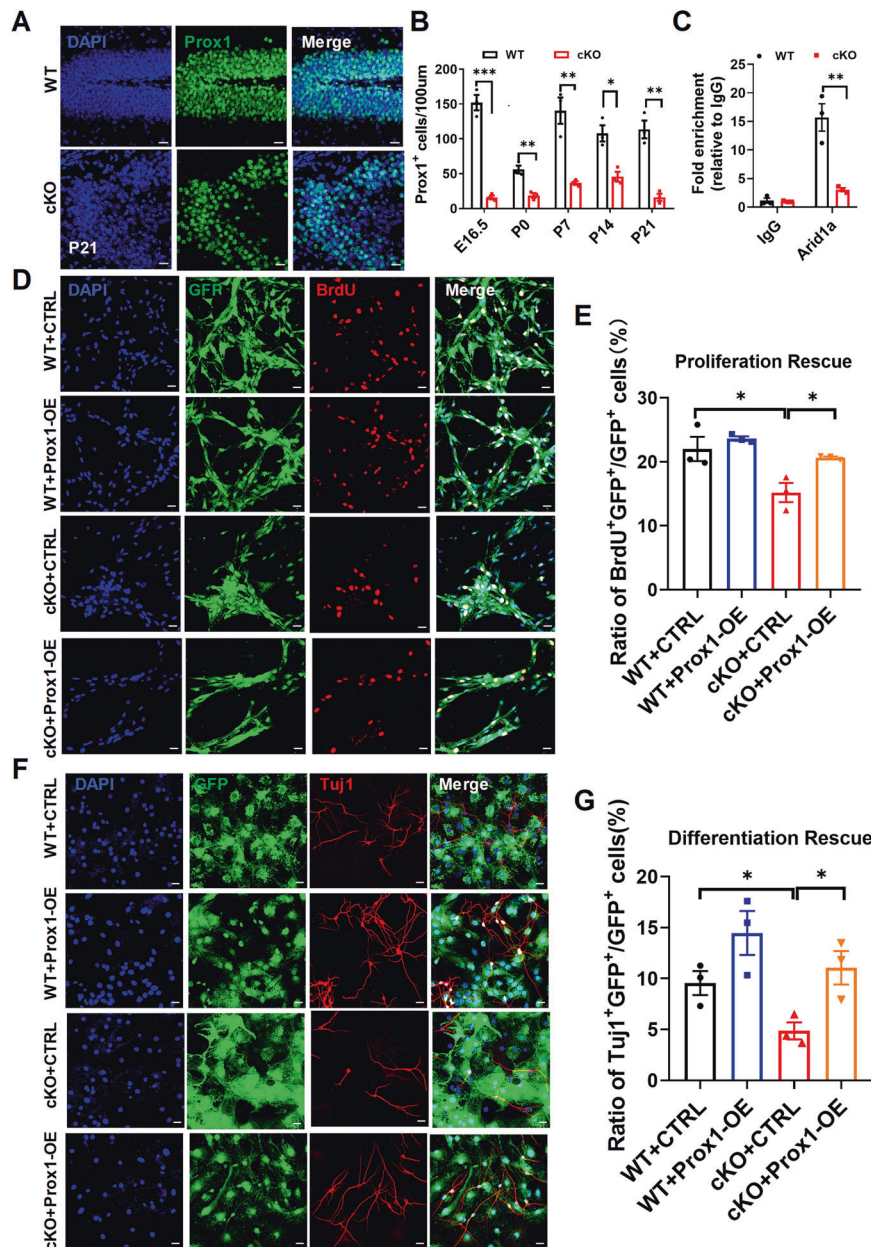 A
DAPI
Prox1
Merge
WT
cKO
P21
B
WT
cKO
Prox1+ cells/100um
150
100
50
0
***
**
**
*
**
E16.5
P0
P7
P14
P21
C
WT
cKO
Fold enrichment
(relative to IgG)
25
20
15
10
5
0
**
IgG
Arid1a
D
DAPI
GFR
BrdU
Merge
WT+CTRL
WT+Prox1-OE
cKO+CTRL
cKO+Prox1-OE
E
Proliferation Rescue
Ratio of BrdU+GFP+/GFP+ cells (%)
30
20
10
0
*
*
WT+CTRL
WT+Prox1-OE
cKO+CTRL
cKO+Prox1-OE
F
DAPI
GFP
Tuj1
Merge
WT+CTRL
WT+Prox1-OE
cKO+CTRL
cKO+Prox1-OE
G
Differentiation Rescue
Ratio of Tuj1+GFP+/GFP+ cells(%)
20
15
10
5
0
*
*
WT+CTRL
WT+Prox1-OE
cKO+CTRL
cKO+Prox1-OE